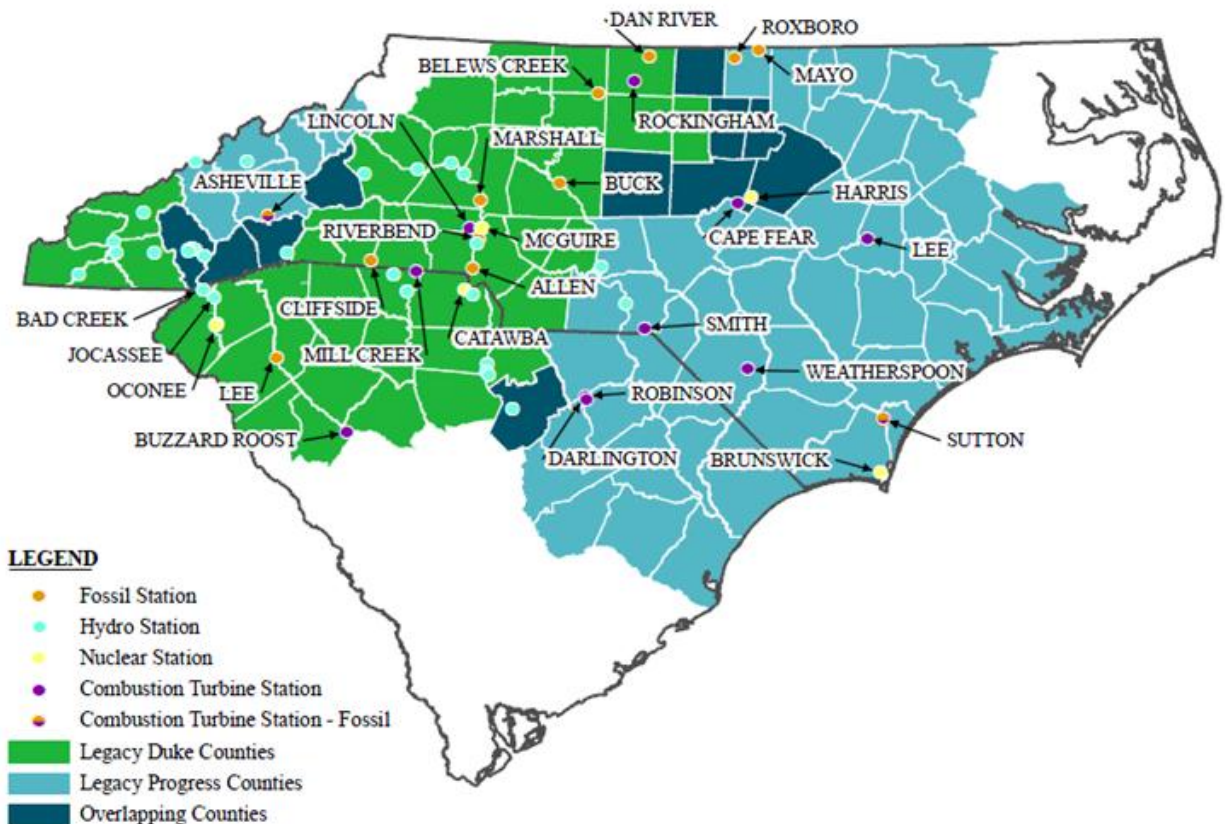 DAN RIVER
ROXBORO
BELEWS CREEK
MAYO
LINCOLN
ROCKINGHAM
MARSHALL
ASHEVILLE
BUCK
HARRIS
RIVERBEND
MCGUIRE
CAPE FEAR
LEE
ALLEN
BAD CREEK
CLIFFSIDE
SMITH
JOCASSEE
MILL CREEK
CATAWBA
OCONEE
LEE
WEATHERSPOON
ROBINSON
BUZZARD ROOST
DARLINGTON
BRUNSWICK
SUTTON
LEGEND
Fossil Station
Hydro Station
Nuclear Station
Combustion Turbine Station
Combustion Turbine Station - Fossil
Legacy Duke Counties
Legacy Progress Counties
Overlapping Counties